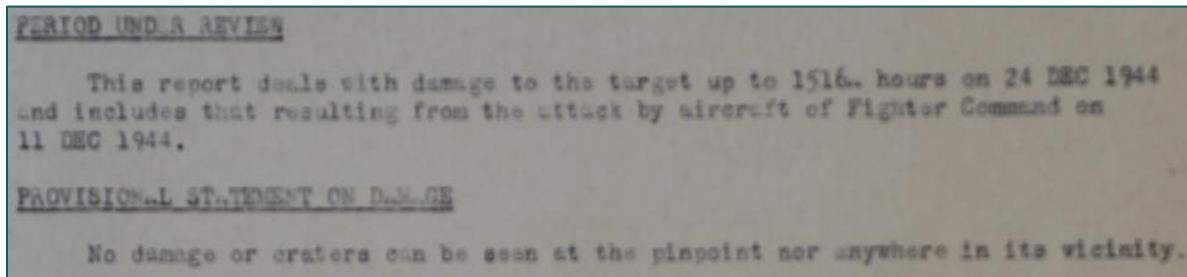 PERIOD UNDER REVIEW
This report deals with damage to the target up to 1516A hours on 24 DEC 1944
and includes that resulting from the attack by aircraft of Fighter Command on
11 DEC 1944.
PROVISIONAL STATEMENT ON DAMAGE
No damage or craters can be seen at the pinpoint nor anywhere in its vicinity.